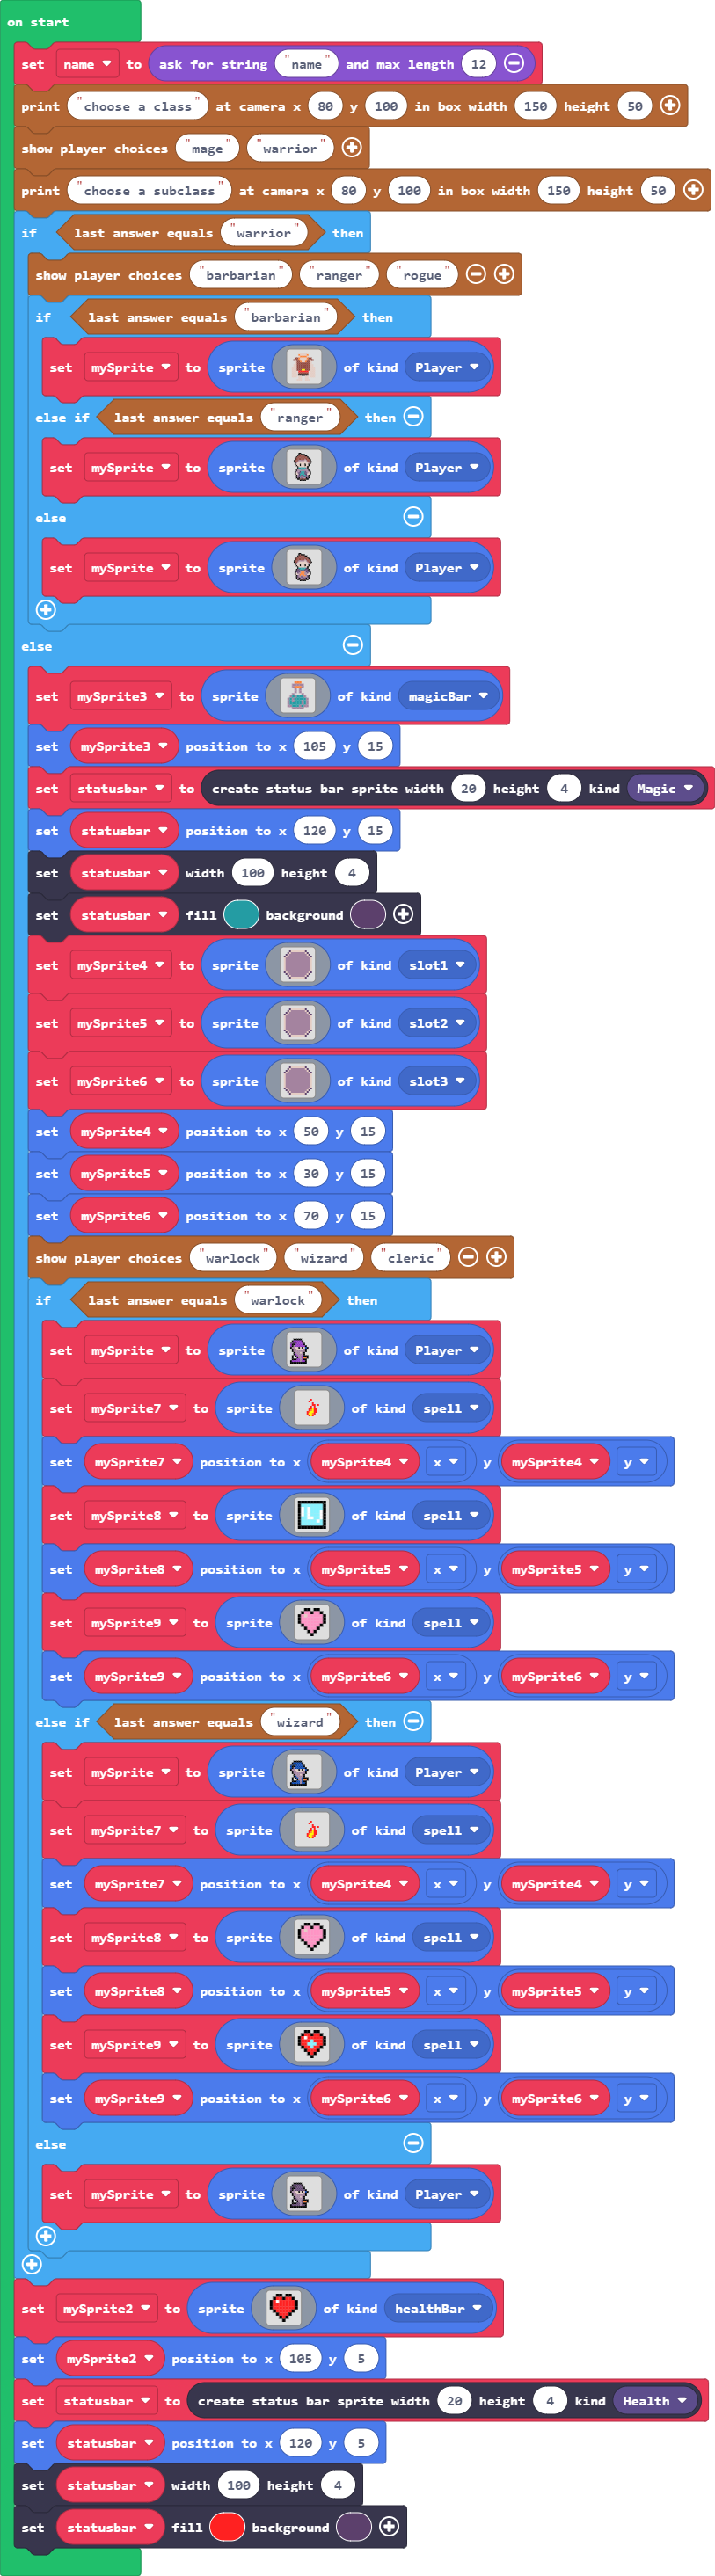 on start
set name to ask for string "name" and max length 12
print "choose a class" at camera x 80 y 100 in box width 150 height 50
show player choices "mage" "warrior"
print "choose a subclass" at camera x 80 y 100 in box width 150 height 50
if last answer equals "warrior" then
show player choices "barbarian" "ranger" "rogue"
if last answer equals "barbarian" then
set mySprite to sprite of kind Player
else if last answer equals "ranger" then
set mySprite to sprite of kind Player
else
set mySprite to sprite of kind Player
else
set mySprite3 to sprite of kind magicBar
set mySprite3 position to x 105 y 15
set statusbar to create status bar sprite width 20 height 4 kind Magic
set statusbar position to x 120 y 15
set statusbar width 100 height 4
set statusbar fill background
set mySprite4 to sprite of kind slot1
set mySprite5 to sprite of kind slot2
set mySprite6 to sprite of kind slot3
set mySprite4 position to x 50 y 15
set mySprite5 position to x 30 y 15
set mySprite6 position to x 70 y 15
show player choices "warlock" "wizard" "cleric"
if last answer equals "warlock" then
set mySprite to sprite of kind Player
set mySprite7 to sprite of kind spell
set mySprite7 position to x mySprite4 x y mySprite4 y
set mySprite8 to sprite of kind spell
set mySprite8 position to x mySprite5 x y mySprite5 y
set mySprite9 to sprite of kind spell
set mySprite9 position to x mySprite6 x y mySprite6 y
else if last answer equals "wizard" then
set mySprite to sprite of kind Player
set mySprite7 to sprite of kind spell
set mySprite7 position to x mySprite4 x y mySprite4 y
set mySprite8 to sprite of kind spell
set mySprite8 position to x mySprite5 x y mySprite5 y
set mySprite9 to sprite of kind spell
set mySprite9 position to x mySprite6 x y mySprite6 y
else
set mySprite to sprite of kind Player
set mySprite2 to sprite of kind healthBar
set mySprite2 position to x 105 y 5
set statusbar to create status bar sprite width 20 height 4 kind Health
set statusbar position to x 120 y 5
set statusbar width 100 height 4
set statusbar fill background